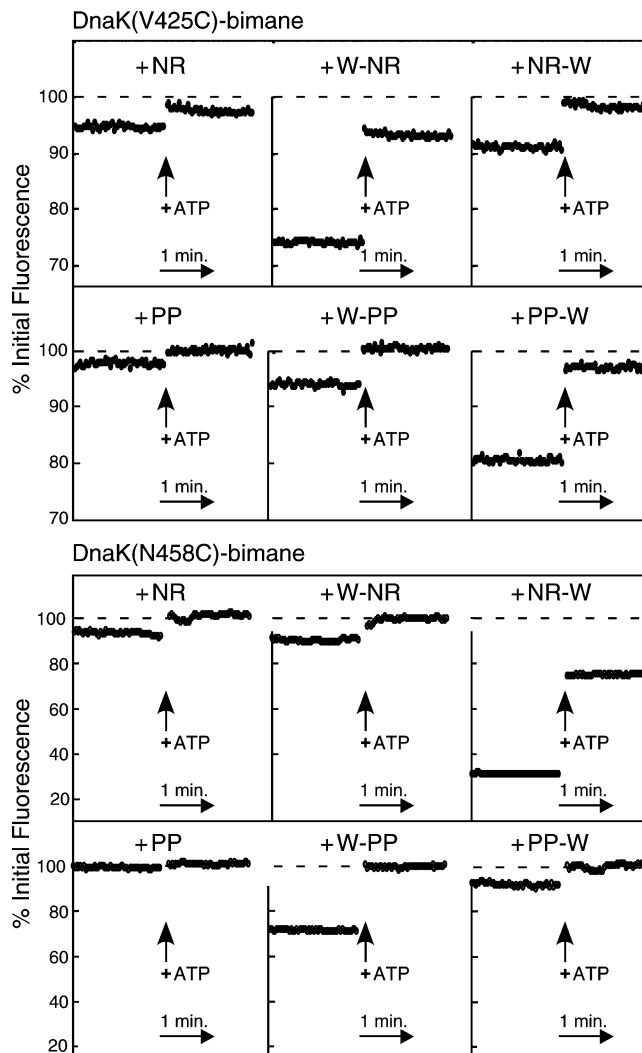 DnaK(V425C)-bimane
+NR +W-NR +NR-W
100
90
80
70
+ATP +ATP +ATP
1 min. 1 min. 1 min.
% Initial Fluorescence
+PP +W-PP +PP-W
100
90
80
70
+ATP +ATP +ATP
1 min. 1 min. 1 min.
DnaK(N458C)-bimane
+NR +W-NR +NR-W
100
80
60
40
20
+ATP +ATP +ATP
1 min. 1 min. 1 min.
% Initial Fluorescence
+PP +W-PP +PP-W
100
80
60
40
20
+ATP +ATP +ATP
1 min. 1 min. 1 min.